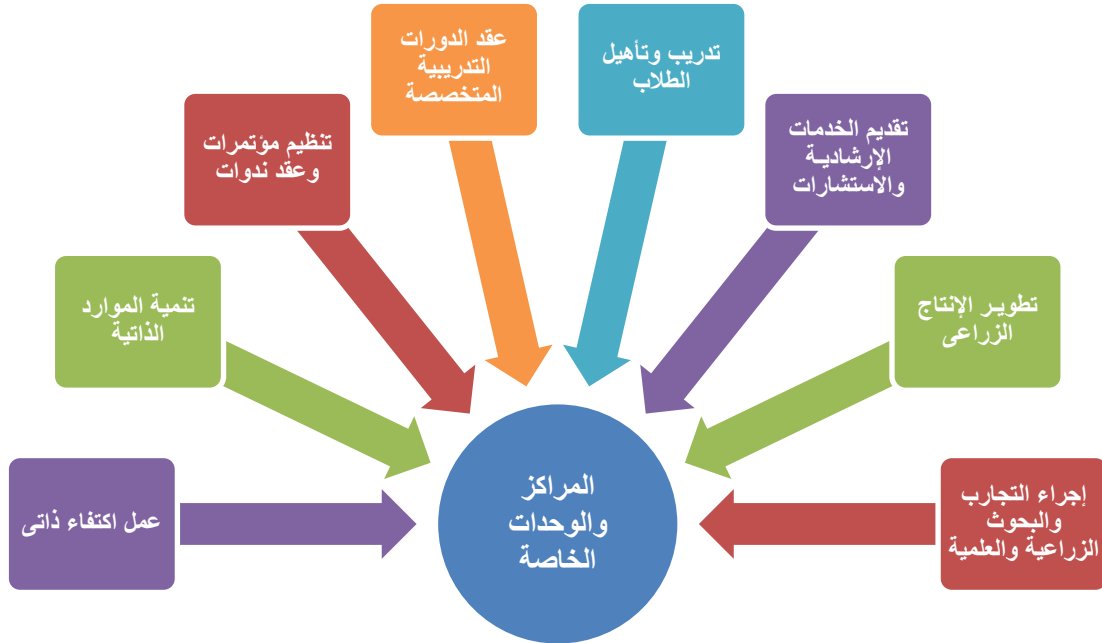 تدريب وتأهيل
الطلاب
عقد الدورات
التدريبية
المتخصصة
تقديم الخدمات
الإرشادية
والاستشارات
تنظيم مؤتمرات
وعقد ندوات
تطوير الإنتاج
الزراعى
تنمية الموارد
الذاتية
إجراء التجارب
والبحوث
الزراعية والعلمية
المراكز
والوحدات
الخاصة
عمل اكتفاء ذاتى